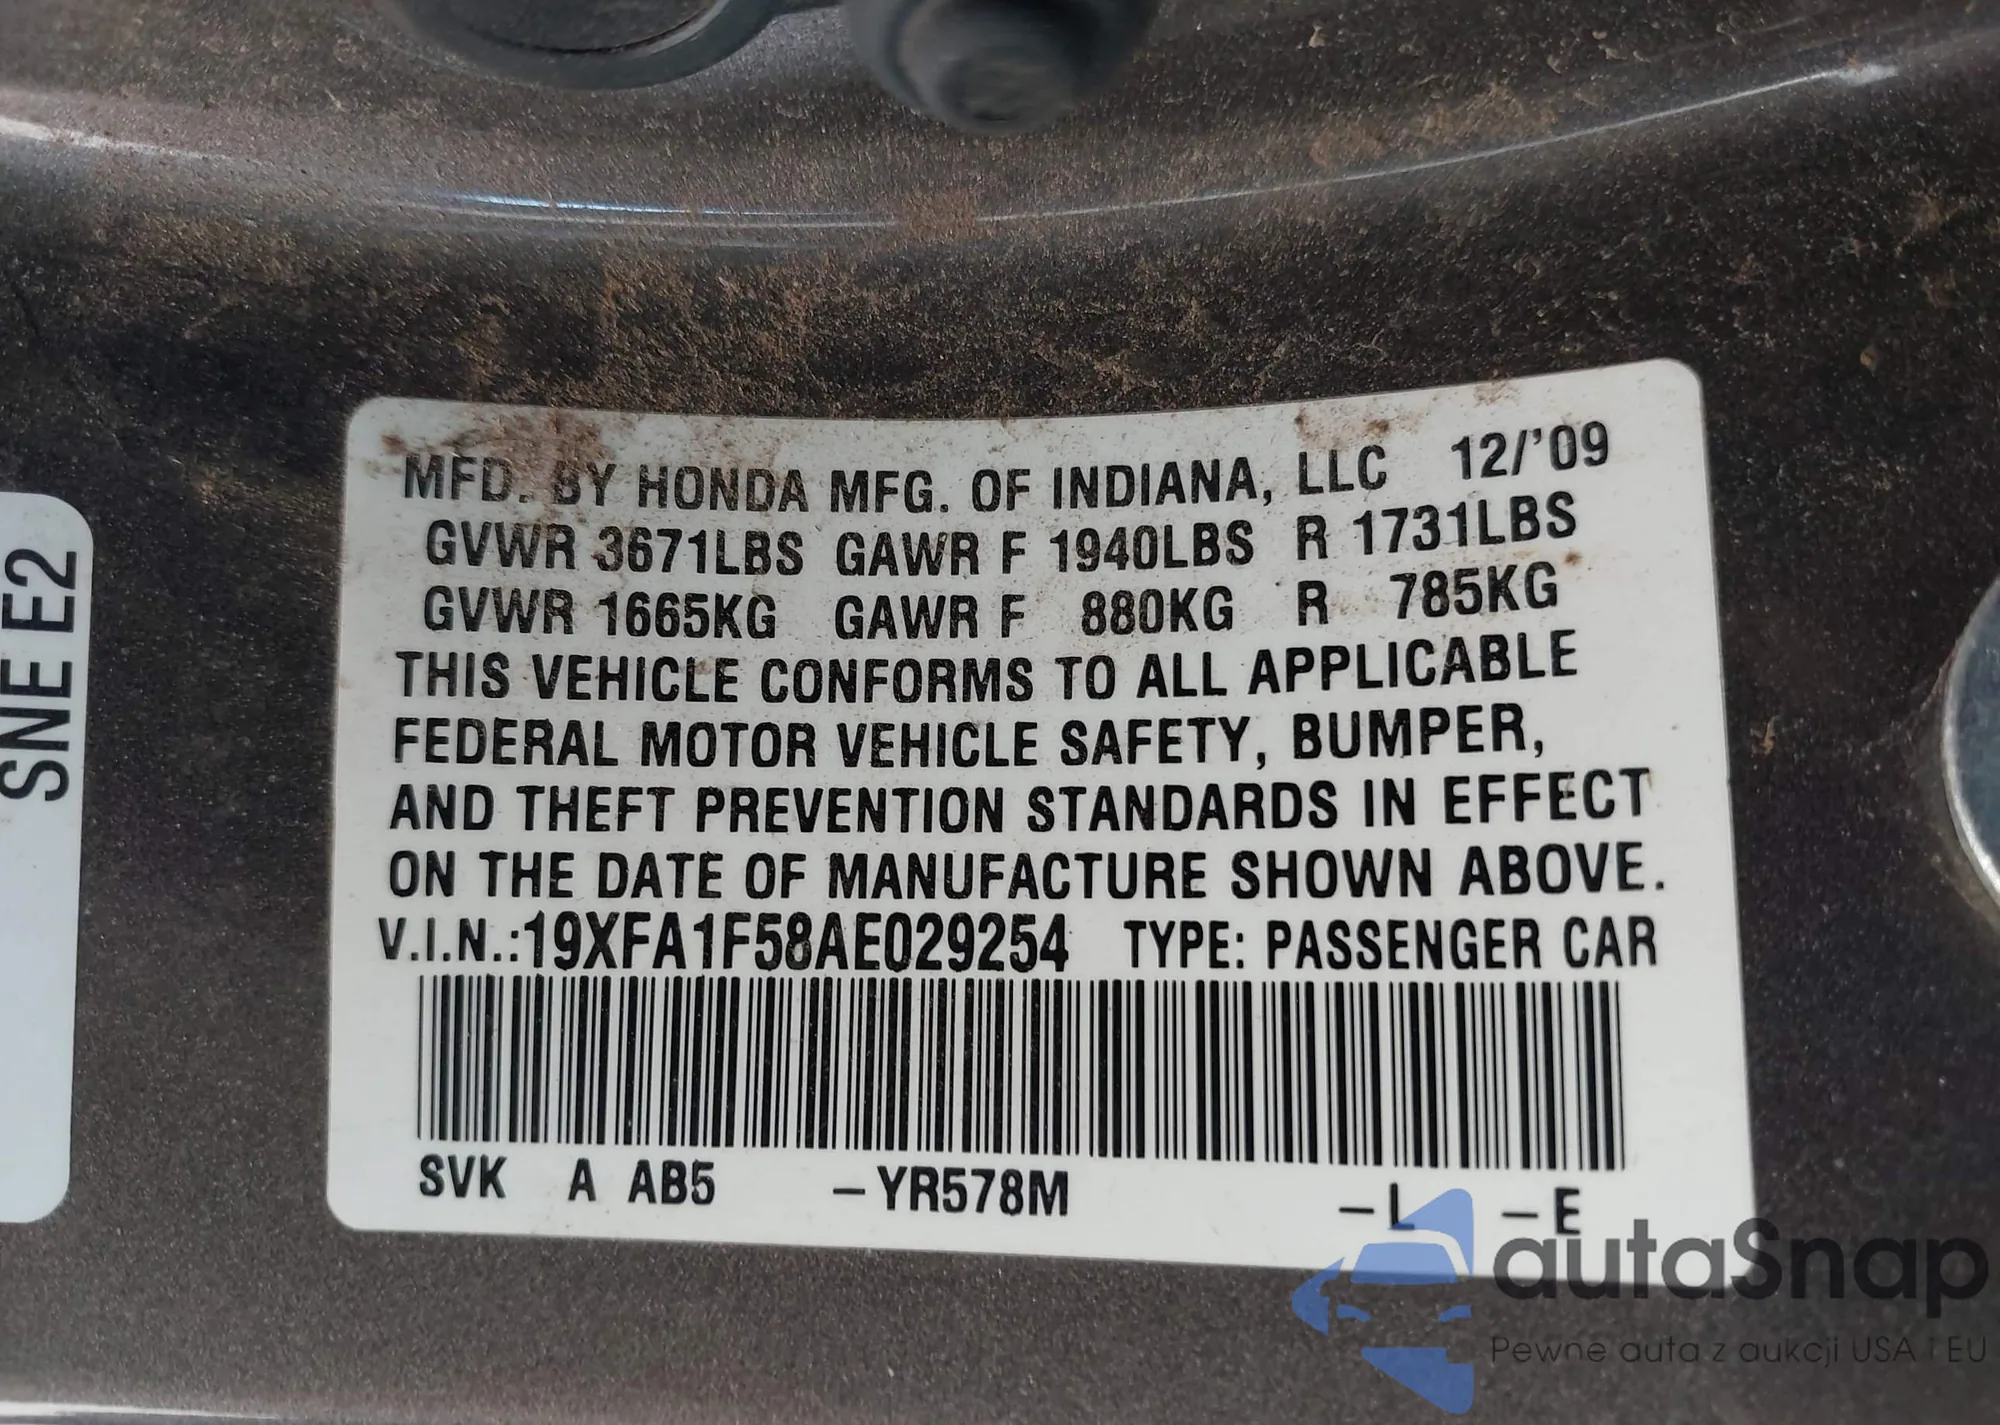 SNE E2
MFD. BY HONDA MFG. OF INDIANA, LLC 12/'09
GVWR 3671LBS GAWR F 1940LBS R 1731LBS
GVWR 1665KG GAWR F 880KG R 785KG
THIS VEHICLE CONFORMS TO ALL APPLICABLE
FEDERAL MOTOR VEHICLE SAFETY, BUMPER,
AND THEFT PREVENTION STANDARDS IN EFFECT
ON THE DATE OF MANUFACTURE SHOWN ABOVE.
V.I.N.:19XFA1F58AE029254 TYPE: PASSENGER CAR
SVK A AB5 –YR578M –L –E
autaSnap
Pewne auta z aukcji USA i EU